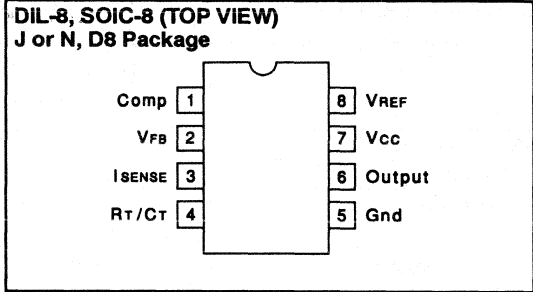 DIL-8, SOIC-8 (TOP VIEW)
J or N, D8 Package
Comp 1 8 VREF
VFB 2 7 VCC
ISENSE 3 6 Output
RT/CT 4 5 Gnd